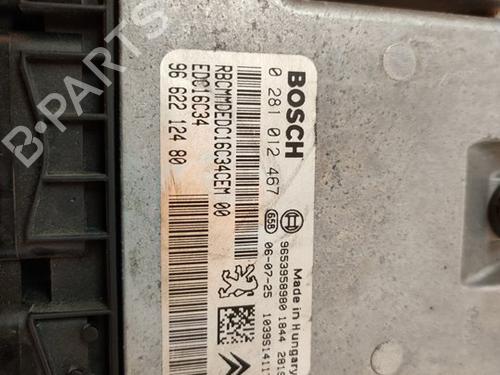 BOSCH
0 281 012 467
RBCMMDEDC16C34CEM 00
EDC16C34
96 622 124 80
658
06-07-25
Made in Hungary
9653958980 1844
B-PARTS